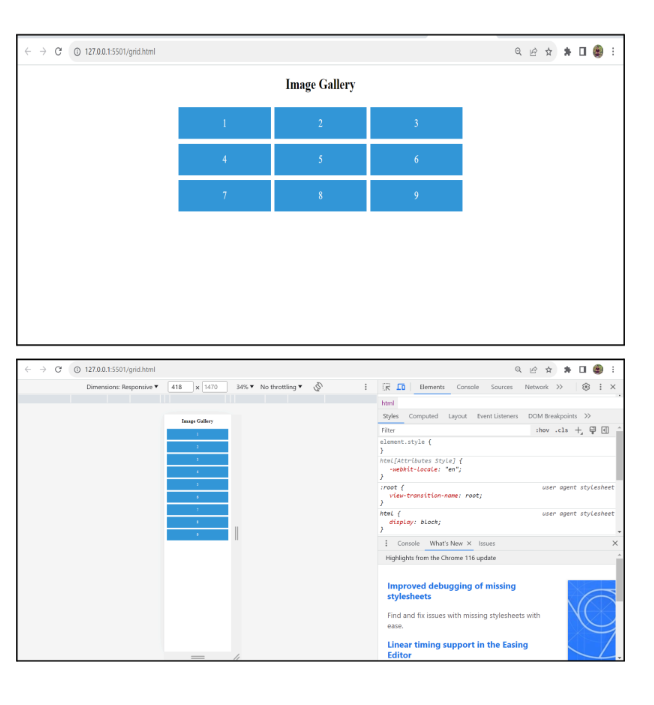 127.0.0.1:5501/grid.html
Image Gallery
1 2 3
4 5 6
7 8 9
127.0.0.1:5501/grid.html
Dimensions: Responsive ▼ 418 x 1470 34% ▼ No throttling ▼
Elements Console Sources Network >>
html
Styles Computed Layout Event Listeners DOM Breakpoints >>
Filter :hov .cls +
element.style {
}
html[Attributes Style] {
-webkit-locale: "en";
}
:root { user agent stylesheet
view-transition-name: root;
}
html { user agent stylesheet
display: block;
}
Image Gallery
1
2
3
4
5
6
7
8
9
Console What's New × Issues ×
Highlights from the Chrome 116 update
Improved debugging of missing
stylesheets
Find and fix issues with missing stylesheets with
ease.
Linear timing support in the Easing
Editor